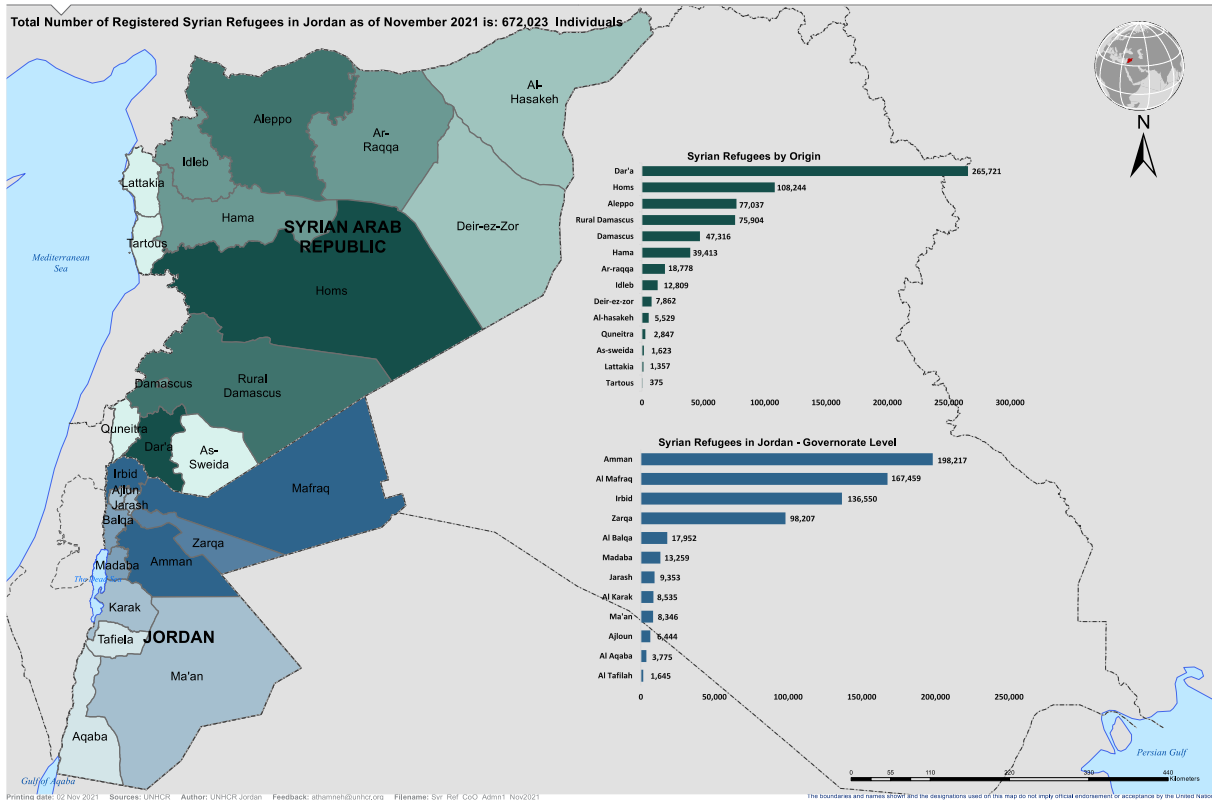 Total Number of Registered Syrian Refugees in Jordan as of November 2021 is: 672,023 Individuals
Al-
Hasakeh
Aleppo
Ar-
Raqqa
Idleb
Lattakia
Hama
Deir-ez-Zor
Tartous
SYRIAN ARAB
REPUBLIC
Mediterranean
Sea
Homs
Damascus
Rural
Damascus
Quneitra
Dar'a
As-
Sweida
Irbid
Ajlun
Jarash
Balqa
Mafraq
Zarqa
Amman
Madaba
The Dead Sea
Karak
Tafiela
JORDAN
Ma'an
Aqaba
Gulf of Aqaba
N
Syrian Refugees by Origin
Dar'a 265,721
Homs 108,244
Aleppo 77,037
Rural Damascus 75,904
Damascus 47,316
Hama 39,413
Ar-raqqa 18,778
Idleb 12,809
Deir-ez-zor 7,862
Al-hasakeh 5,529
Quneitra 2,847
As-sweida 1,623
Lattakia 1,357
Tartous 375
0 50,000 100,000 150,000 200,000 250,000 300,000
Syrian Refugees in Jordan - Governorate Level
Amman 198,217
Al Mafraq 167,459
Irbid 136,550
Zarqa 98,207
Al Balqa 17,952
Madaba 13,259
Jarash 9,353
Al Karak 8,535
Ma'an 8,346
Ajloun 6,444
Al Aqaba 3,775
Al Tafilah 1,645
0 50,000 100,000 150,000 200,000 250,000
Persian Gulf
0 55 110 220 330 440
Kilometers
Printing date: 02 Nov 2021 Sources: UNHCR Author: UNHCR Jordan Feedback: athamneh@unhcr.org Filename: Syr_Ref_CoO_Admn1_Nov2021
The boundaries and names shown and the designations used on this map do not imply official endorsement or acceptance by the United